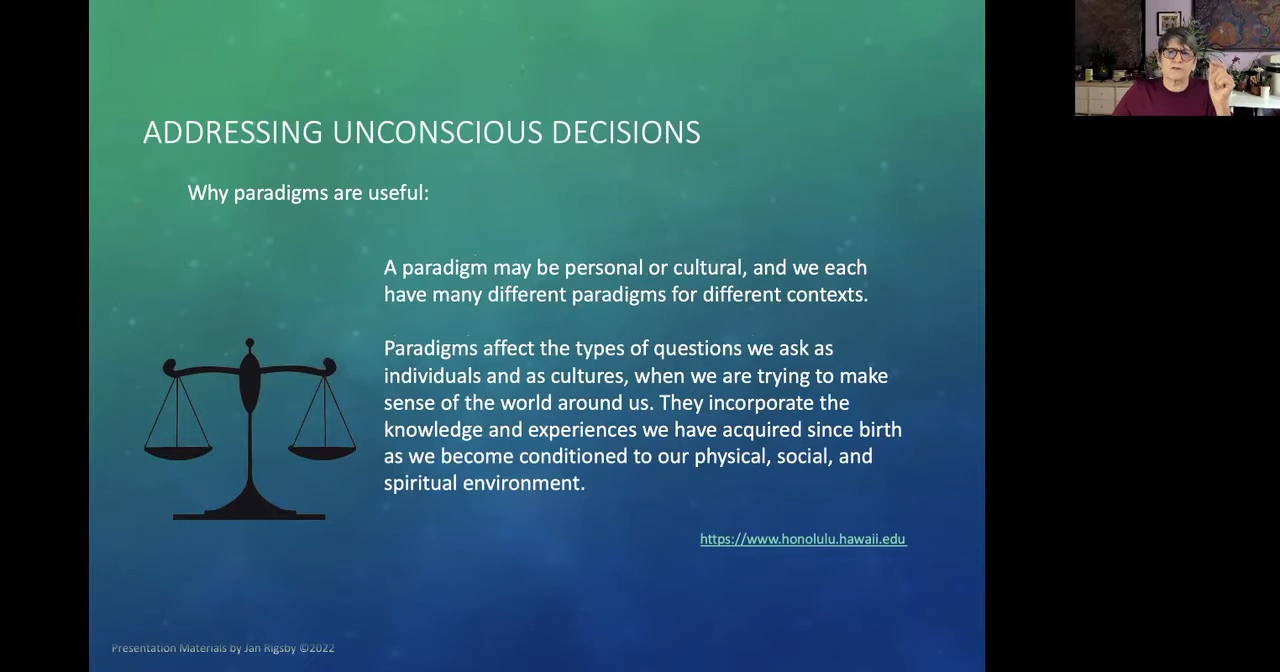 ADDRESSING UNCONSCIOUS DECISIONS
Why paradigms are useful:
A paradigm may be personal or cultural, and we each
have many different paradigms for different contexts.
Paradigms affect the types of questions we ask as
individuals and as cultures, when we are trying to make
sense of the world around us. They incorporate the
knowledge and experiences we have acquired since birth
as we become conditioned to our physical, social, and
spiritual environment.
https://www.honolulu.hawaii.edu
Presentation Materials by Jan Rigsby ©2022